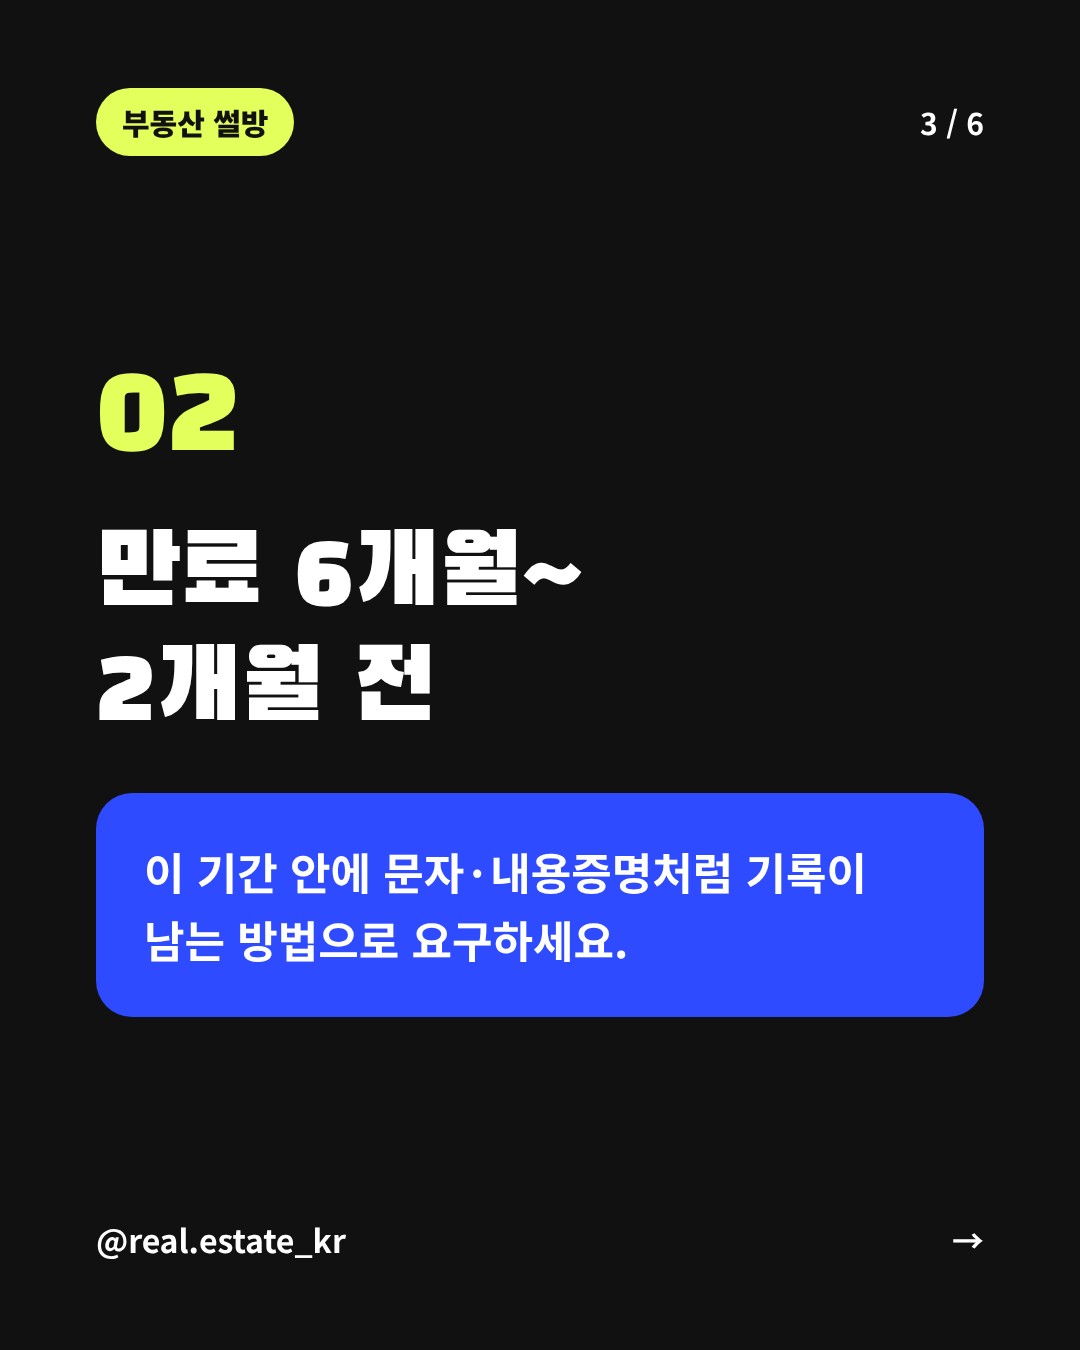 부동산 썰방
3 / 6
02
만료 6개월~
2개월 전
이 기간 안에 문자·내용증명처럼 기록이
남는 방법으로 요구하세요.
@real.estate_kr
→